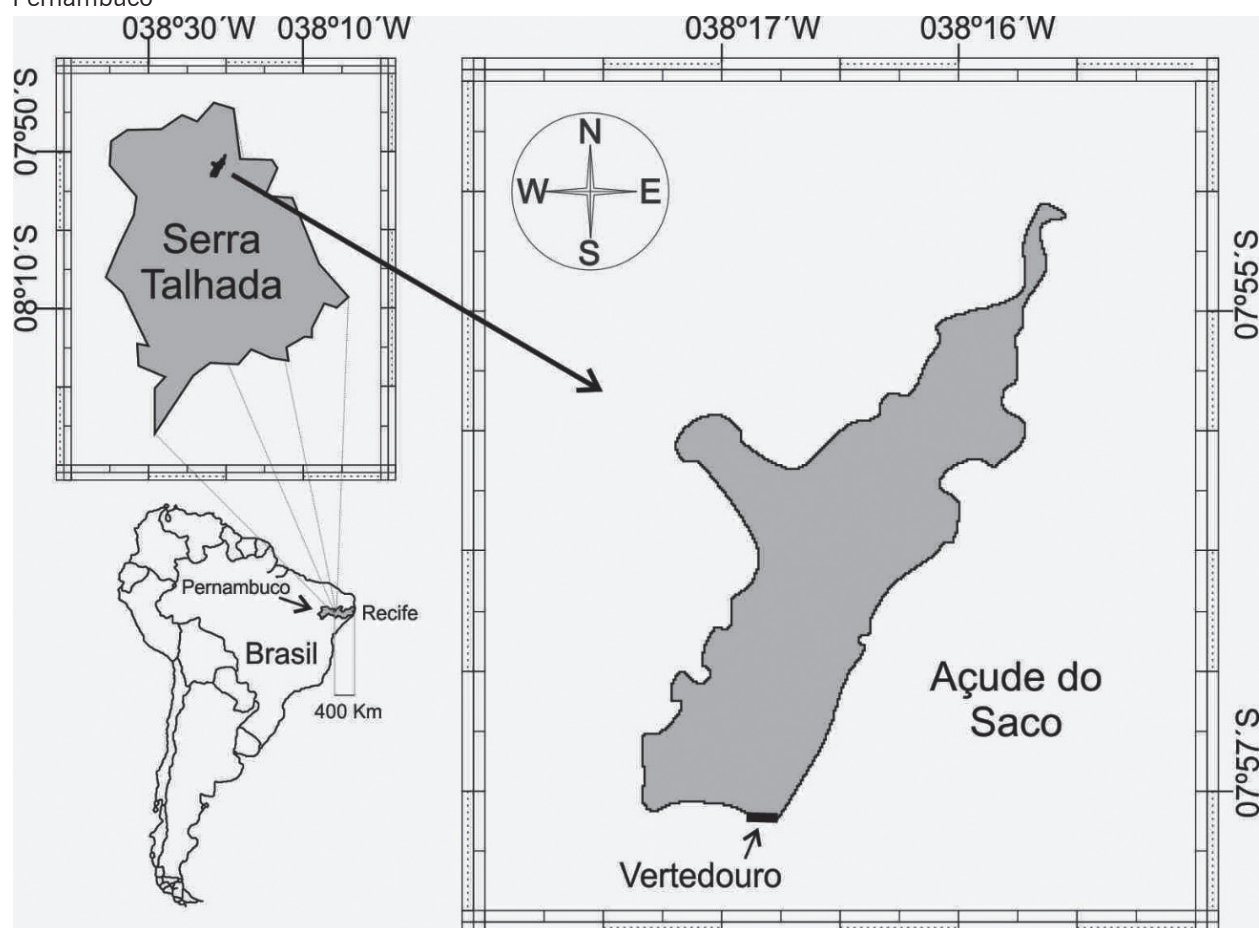 Pernambuco
038º30´W 038º10´W
07º50´S
08º10´S
Serra
Talhada
Pernambuco
Recife
Brasil
400 Km
038º17´W 038º16´W
N
W E
S
07º55´S
07º57´S
Açude do
Saco
Vertedouro